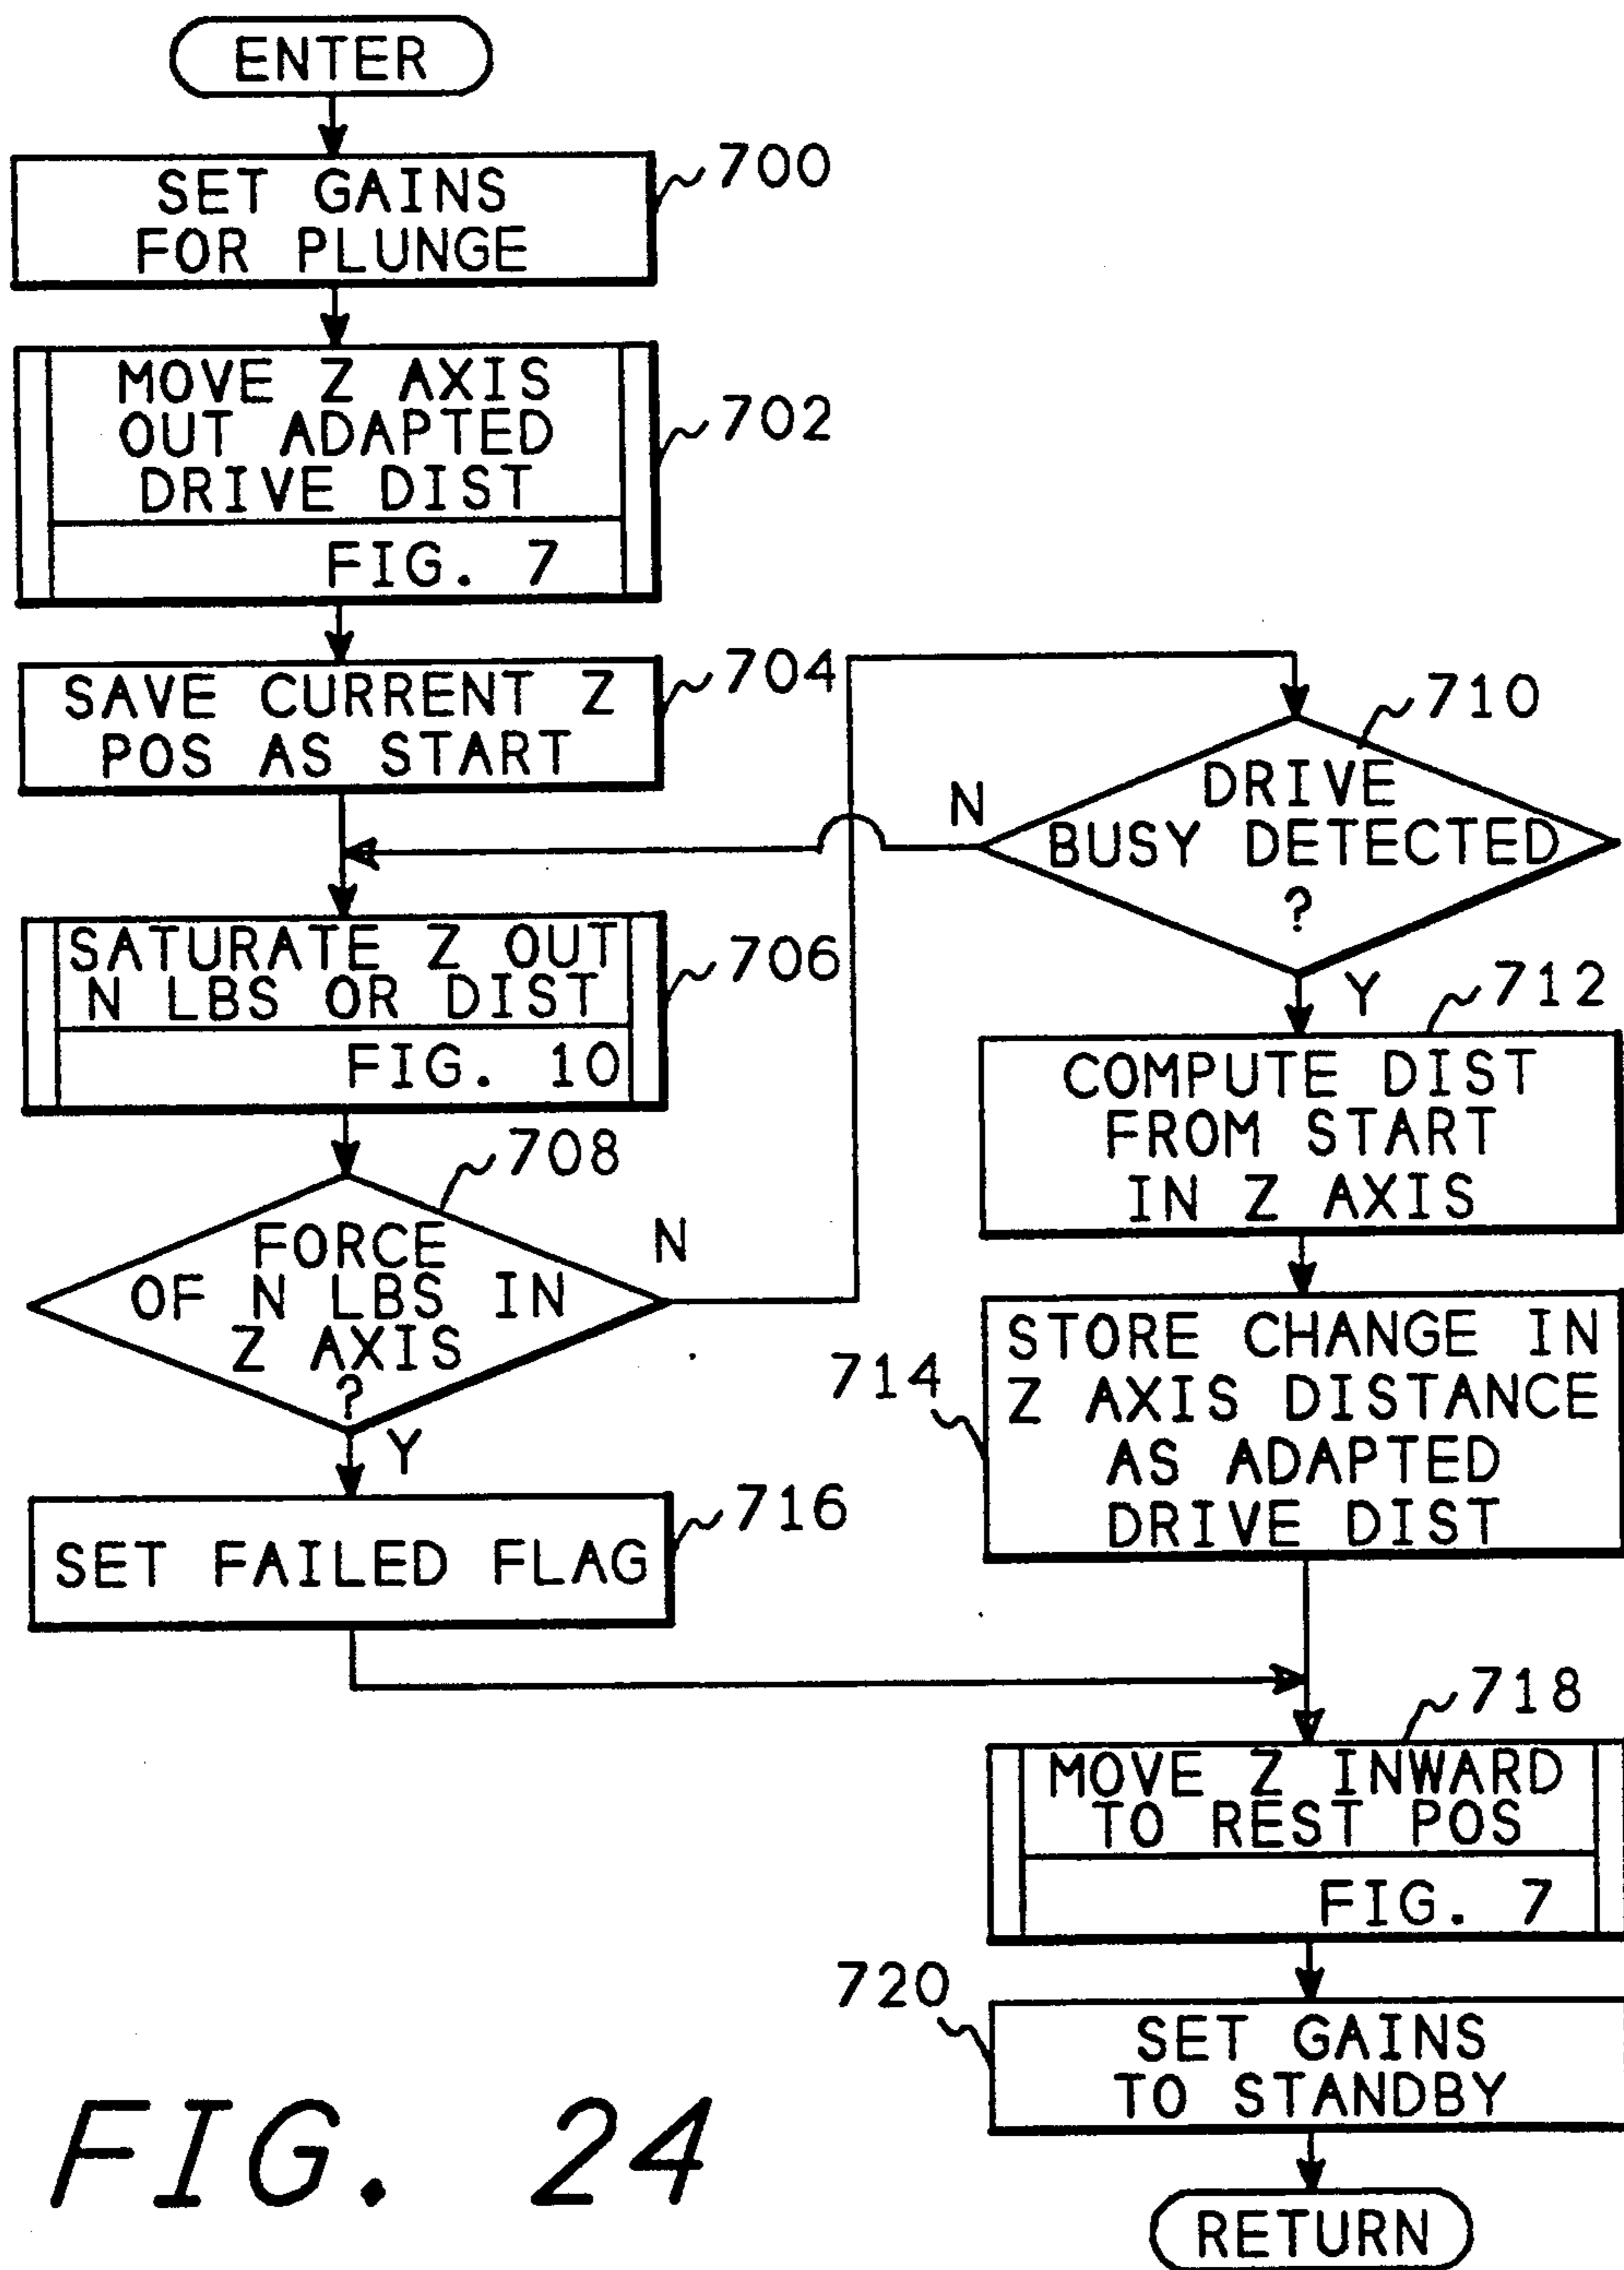 ENTER
SET GAINS
FOR PLUNGE
700
MOVE Z AXIS
OUT ADAPTED
DRIVE DIST
FIG. 7
702
SAVE CURRENT Z
POS AS START
704
SATURATE Z OUT
N LBS OR DIST
FIG. 10
706
708
FORCE
OF N LBS IN
Z AXIS
?
N
Y
SET FAILED FLAG
716
710
DRIVE
BUSY DETECTED
?
N
Y
712
COMPUTE DIST
FROM START
IN Z AXIS
714
STORE CHANGE IN
Z AXIS DISTANCE
AS ADAPTED
DRIVE DIST
718
MOVE Z INWARD
TO REST POS
FIG. 7
720
SET GAINS
TO STANDBY
RETURN
FIG. 24